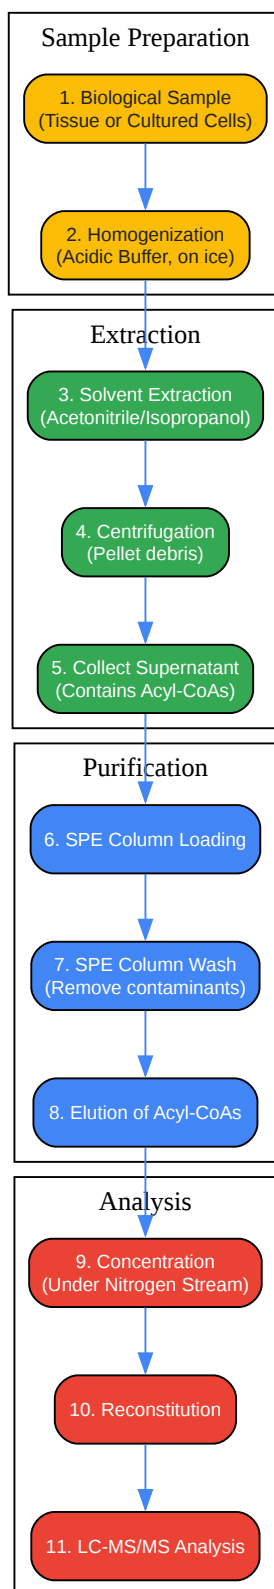 Sample Preparation
1. Biological Sample
(Tissue or Cultured Cells)
2. Homogenization
(Acidic Buffer, on ice)
Extraction
3. Solvent Extraction
(Acetonitrile/Isopropanol)
4. Centrifugation
(Pellet debris)
5. Collect Supernatant
(Contains Acyl-CoAs)
Purification
6. SPE Column Loading
7. SPE Column Wash
(Remove contaminants)
8. Elution of Acyl-CoAs
Analysis
9. Concentration
(Under Nitrogen Stream)
10. Reconstitution
11. LC-MS/MS Analysis